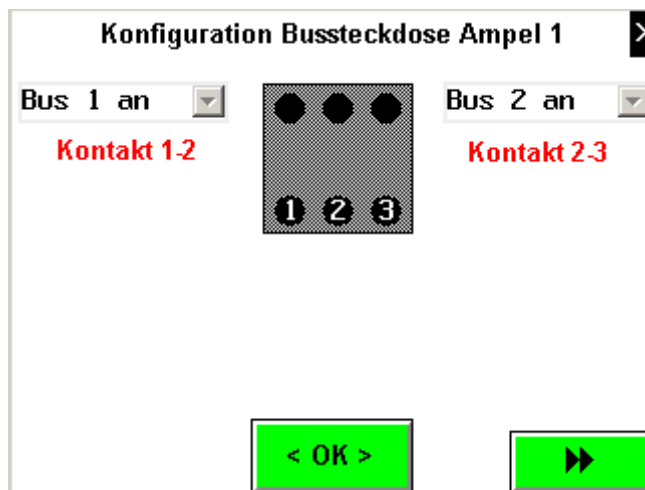 Konfiguration Bussteckdose Ampel 1
Bus 1 an
Bus 2 an
Kontakt 1-2
Kontakt 2-3
1 2 3
< OK >